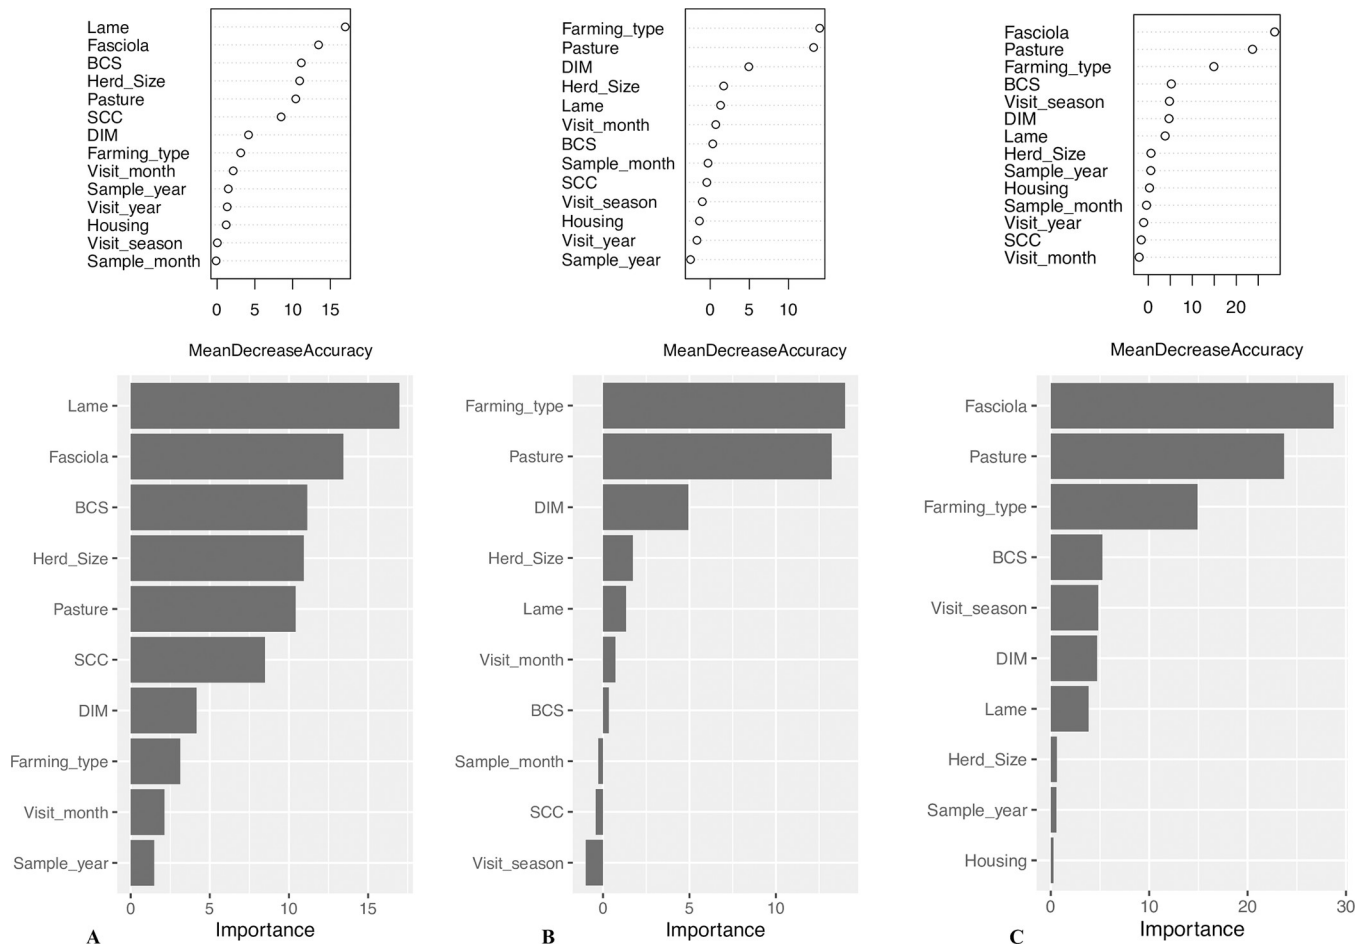 Lame
Fasciola
BCS
Herd_Size
Pasture
SCC
DIM
Farming_type
Visit_month
Sample_year
Visit_year
Housing
Visit_season
Sample_month
0 5 10 15
MeanDecreaseAccuracy
Farming_type
Pasture
DIM
Herd_Size
Lame
Visit_month
BCS
Sample_month
SCC
Visit_season
Housing
Visit_year
Sample_year
0 5 10
MeanDecreaseAccuracy
Fasciola
Pasture
Farming_type
BCS
Visit_season
DIM
Lame
Herd_Size
Sample_year
Housing
Sample_month
Visit_year
SCC
Visit_month
0 10 20
MeanDecreaseAccuracy
Lame
Fasciola
BCS
Herd_Size
Pasture
SCC
DIM
Farming_type
Visit_month
Sample_year
0 5 10 15
Importance
A
Farming_type
Pasture
DIM
Herd_Size
Lame
Visit_month
BCS
Sample_month
SCC
Visit_season
0 5 10
Importance
B
Fasciola
Pasture
Farming_type
BCS
Visit_season
DIM
Lame
Herd_Size
Sample_year
Housing
0 10 20 30
Importance
C